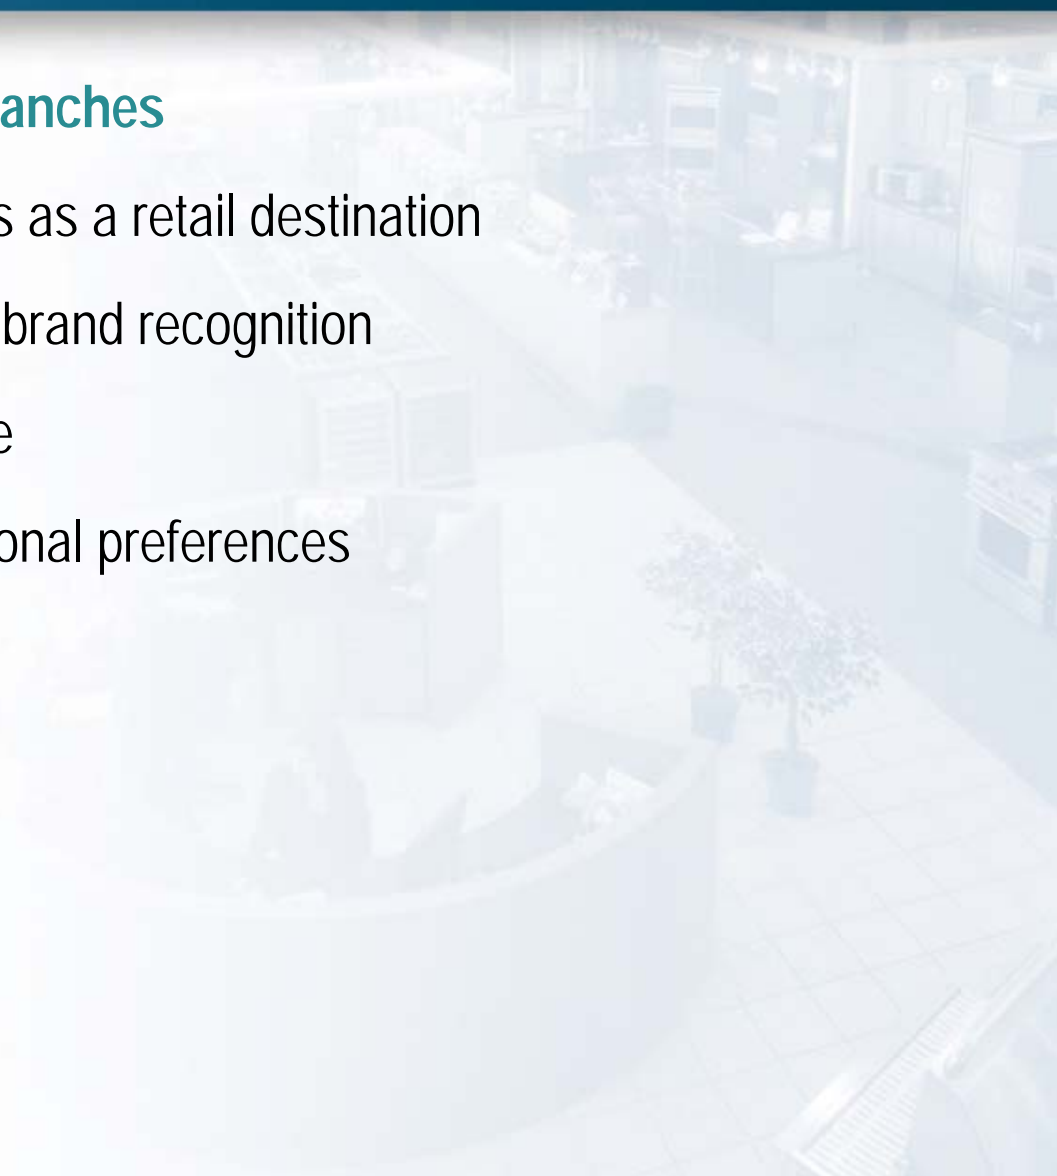 anches
s as a retail destination
brand recognition
e
onal preferences